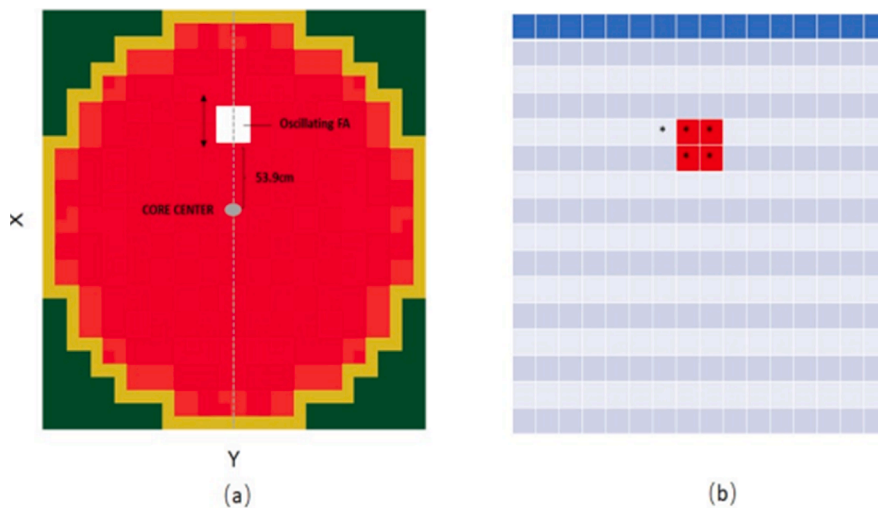 Oscillating FA
53.9cm
CORE CENTER
X
Y
(a)
(b)